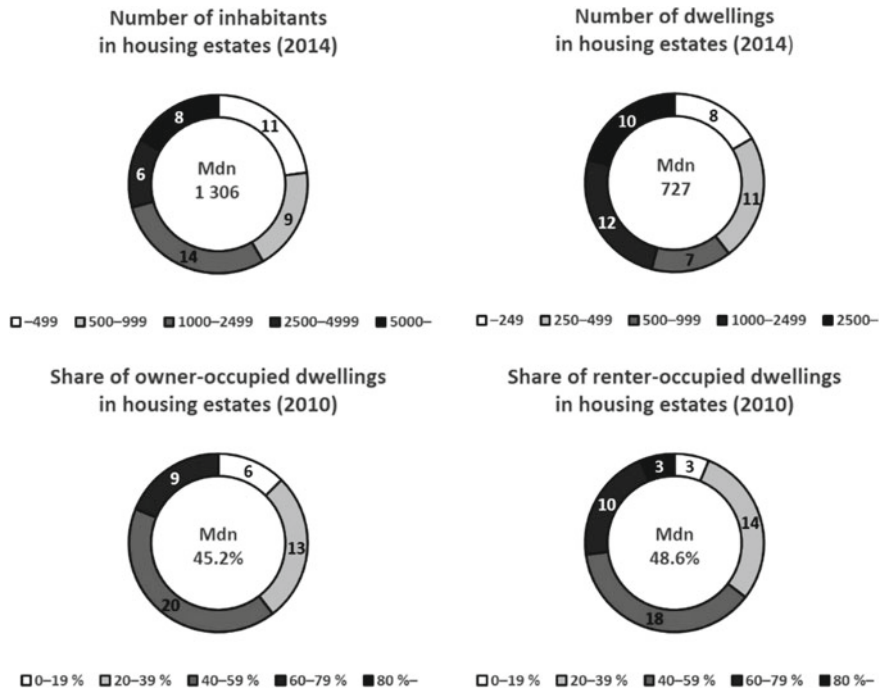 Number of inhabitants
in housing estates (2014)
8
11
6
Mdn
1 306
9
14
–499 500–999 1000–2499 2500–4999 5000–
Number of dwellings
in housing estates (2014)
10
8
Mdn
727
11
12
7
–249 250–499 500–999 1000–2499 2500–
Share of owner-occupied dwellings
in housing estates (2010)
9
6
Mdn
45.2%
13
20
0–19 % 20–39 % 40–59 % 60–79 % 80 %–
Share of renter-occupied dwellings
in housing estates (2010)
3
3
10
14
Mdn
48.6%
18
0–19 % 20–39 % 40–59 % 60–79 % 80 %–